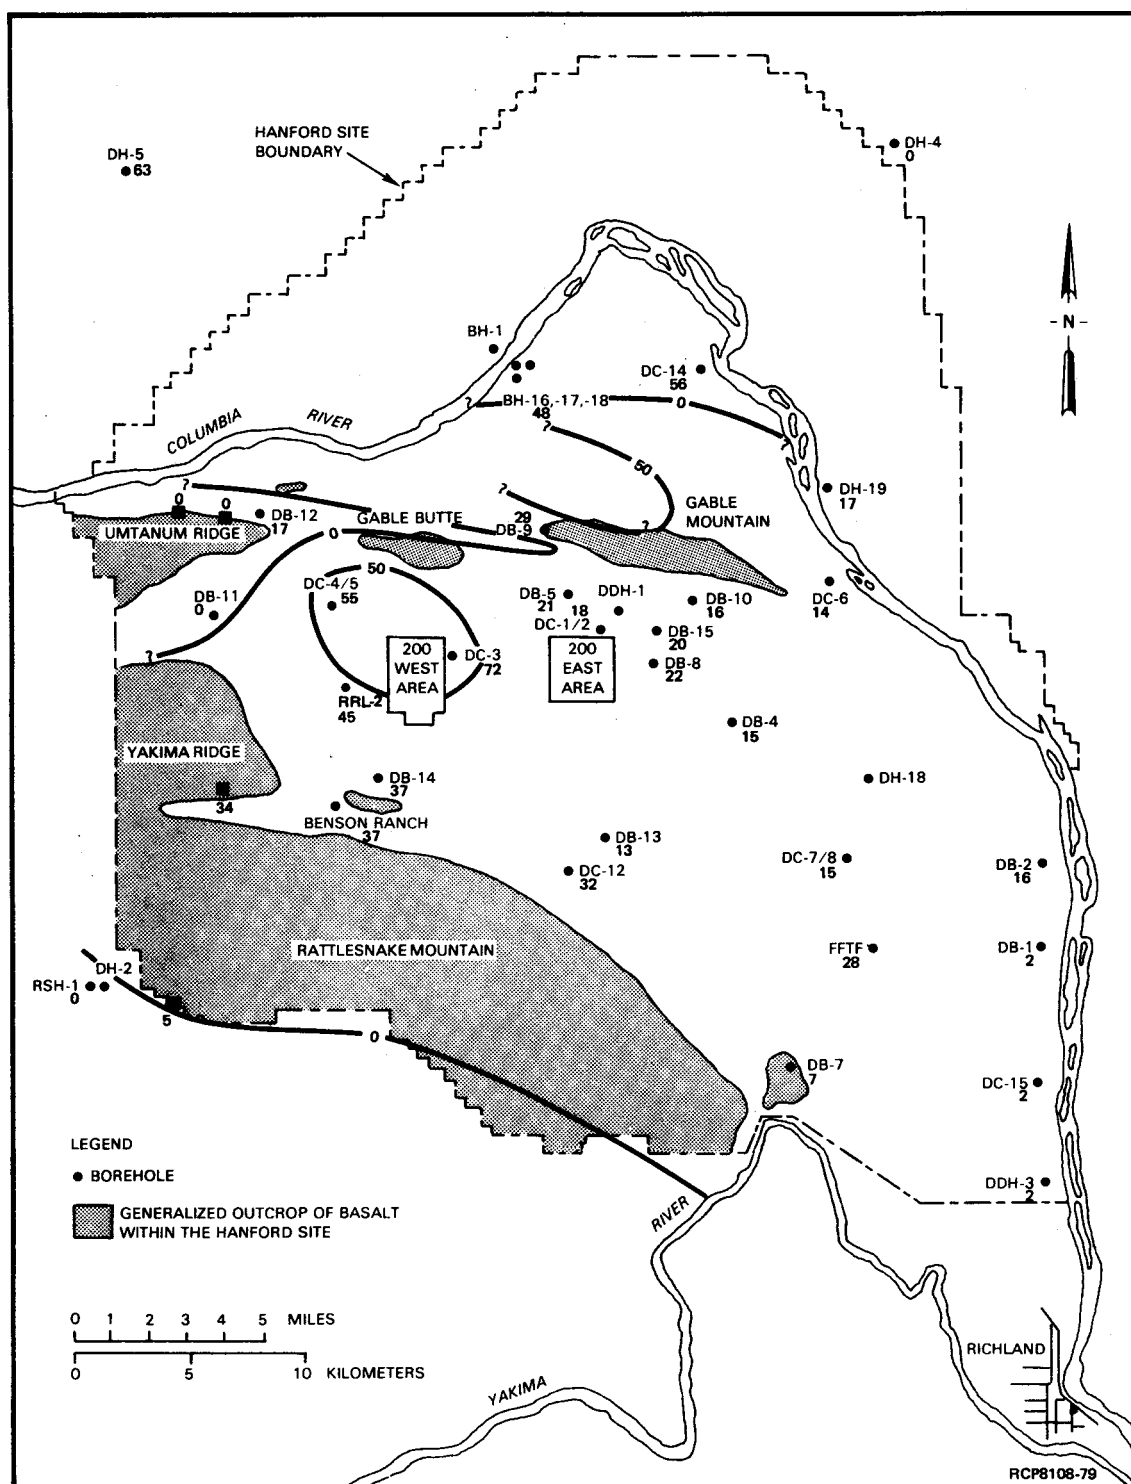 HANFORD SITE
BOUNDARY
DH-4
0
DH-5
63
- N -
BH-1
DC-14
56
BH-16,-17,-18
48
?
0
?
?
COLUMBIA
RIVER
50
?
?
?
0
0
DH-19
17
UMTANUM RIDGE
DB-12
17
GABLE BUTTE
29
DB-9
GABLE
MOUNTAIN
0
50
DC-4/5
55
DB-11
0
DB-5
21
18
DDH-1
DC-1/2
DB-10
16
DC-6
14
DB-15
20
DB-8
22
200
WEST
AREA
DC-3
72
200
EAST
AREA
?
RRL-2
45
DB-4
15
YAKIMA RIDGE
34
DB-14
37
DH-18
BENSON RANCH
37
DB-13
13
DC-12
32
DC-7/8
15
DB-2
16
RATTLESNAKE MOUNTAIN
FFTF
28
DB-1
2
DH-2
RSH-1
0
5
0
DB-7
7
DC-15
2
DDH-3
2
LEGEND
BOREHOLE
GENERALIZED OUTCROP OF BASALT
WITHIN THE HANFORD SITE
RIVER
0 1 2 3 4 5 MILES
0 5 10 KILOMETERS
YAKIMA
RICHLAND
RCP8108-79